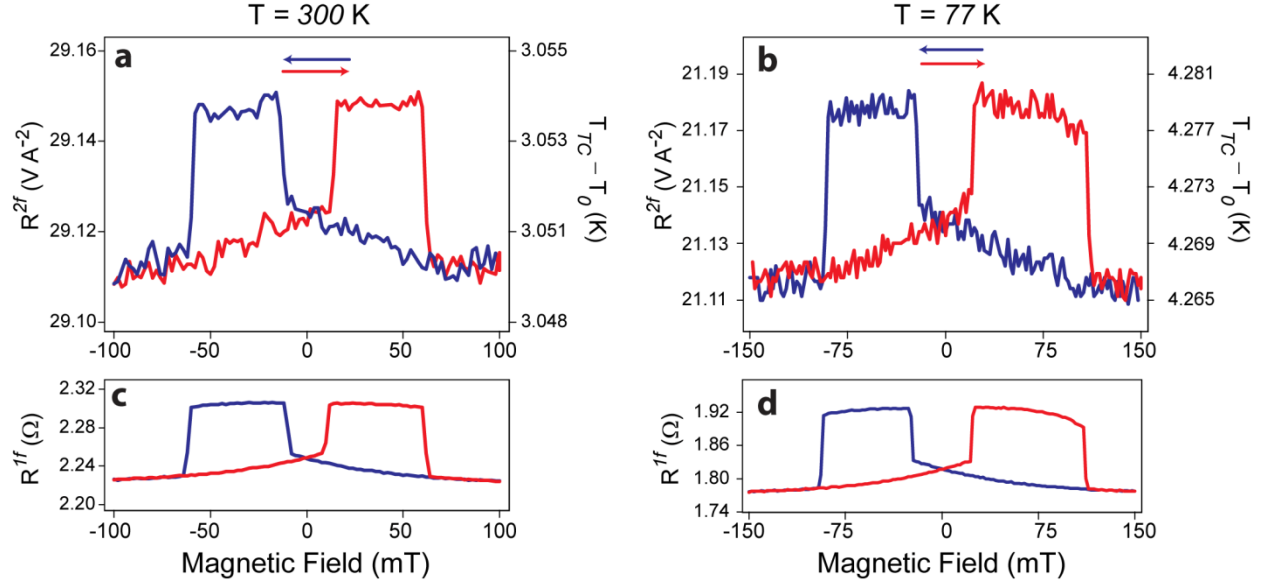 T = 300 K
T = 77 K
a
R2f (V A-2)
29.16
29.14
29.12
29.10
3.055
3.053
3.051
3.048
TTC – T0 (K)
-100 -50 0 50 100
b
R2f (V A-2)
21.19
21.17
21.15
21.13
21.11
4.281
4.277
4.273
4.269
4.265
TTC – T0 (K)
-150 -75 0 75 150
c
R1f (Ω)
2.32
2.28
2.24
2.20
-100 -50 0 50 100
Magnetic Field (mT)
d
R1f (Ω)
1.92
1.86
1.80
1.74
-150 -75 0 75 150
Magnetic Field (mT)